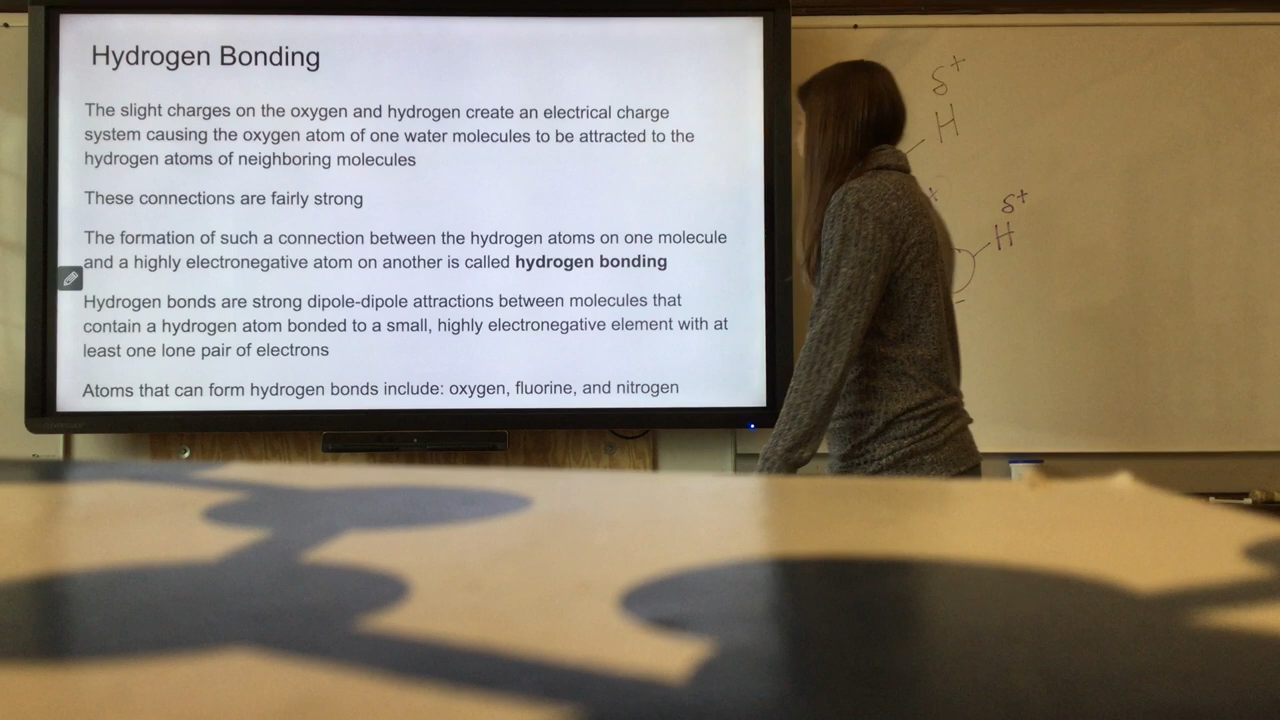 Hydrogen Bonding
The slight charges on the oxygen and hydrogen create an electrical charge
system causing the oxygen atom of one water molecules to be attracted to the
hydrogen atoms of neighboring molecules
These connections are fairly strong
The formation of such a connection between the hydrogen atoms on one molecule
and a highly electronegative atom on another is called hydrogen bonding
Hydrogen bonds are strong dipole-dipole attractions between molecules that
contain a hydrogen atom bonded to a small, highly electronegative element with at
least one lone pair of electrons
Atoms that can form hydrogen bonds include: oxygen, fluorine, and nitrogen
δ+
H
δ+
H